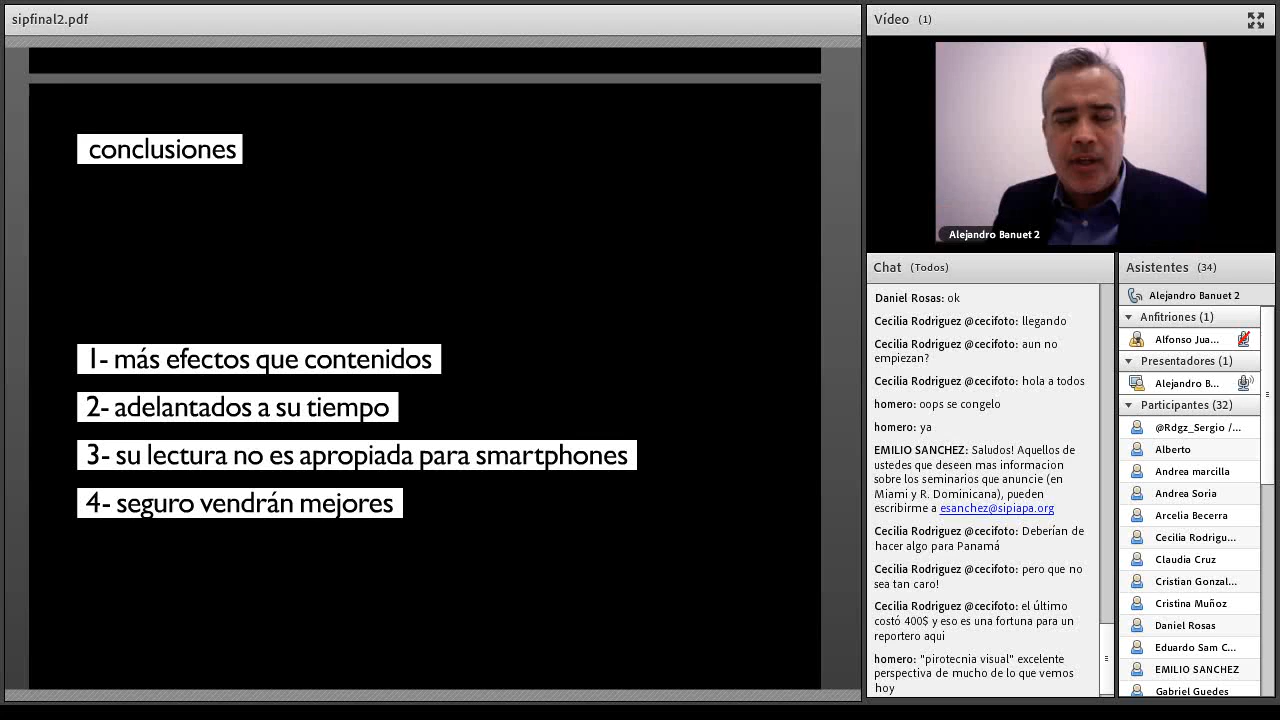 sipfinal2.pdf
conclusiones
1- más efectos que contenidos
2- adelantados a su tiempo
3- su lectura no es apropiada para smartphones
4- seguro vendrán mejores
Vídeo (1)
Alejandro Banuet 2
Chat (Todos)
Daniel Rosas: ok
Cecilia Rodriguez @cecifoto: llegando
Cecilia Rodriguez @cecifoto: aun no
empiezan?
Cecilia Rodriguez @cecifoto: hola a todos
homero: oops se congelo
homero: ya
EMILIO SANCHEZ: Saludos! Aquellos de
ustedes que deseen mas informacion
sobre los seminarios que anuncie (en
Miami y R. Dominicana), pueden
escribirme a esanchez@sipiapa.org
Cecilia Rodriguez @cecifoto: Deberían de
hacer algo para Panamá
Cecilia Rodriguez @cecifoto: pero que no
sea tan caro!
Cecilia Rodriguez @cecifoto: el último
costó 400$ y eso es una fortuna para un
reportero aqui
homero: "pirotecnia visual" excelente
perspectiva de mucho de lo que vemos
hoy
Asistentes (34)
Alejandro Banuet 2
Anfitriones (1)
Alfonso Jua...
Presentadores (1)
Alejandro B...
Participantes (32)
@Rdgz_Sergio /...
Alberto
Andrea marcilla
Andrea Soria
Arcelia Becerra
Cecilia Rodrigu...
Claudia Cruz
Cristian Gonzal...
Cristina Muñoz
Daniel Rosas
Eduardo Sam C...
EMILIO SANCHEZ
Gabriel Guedes